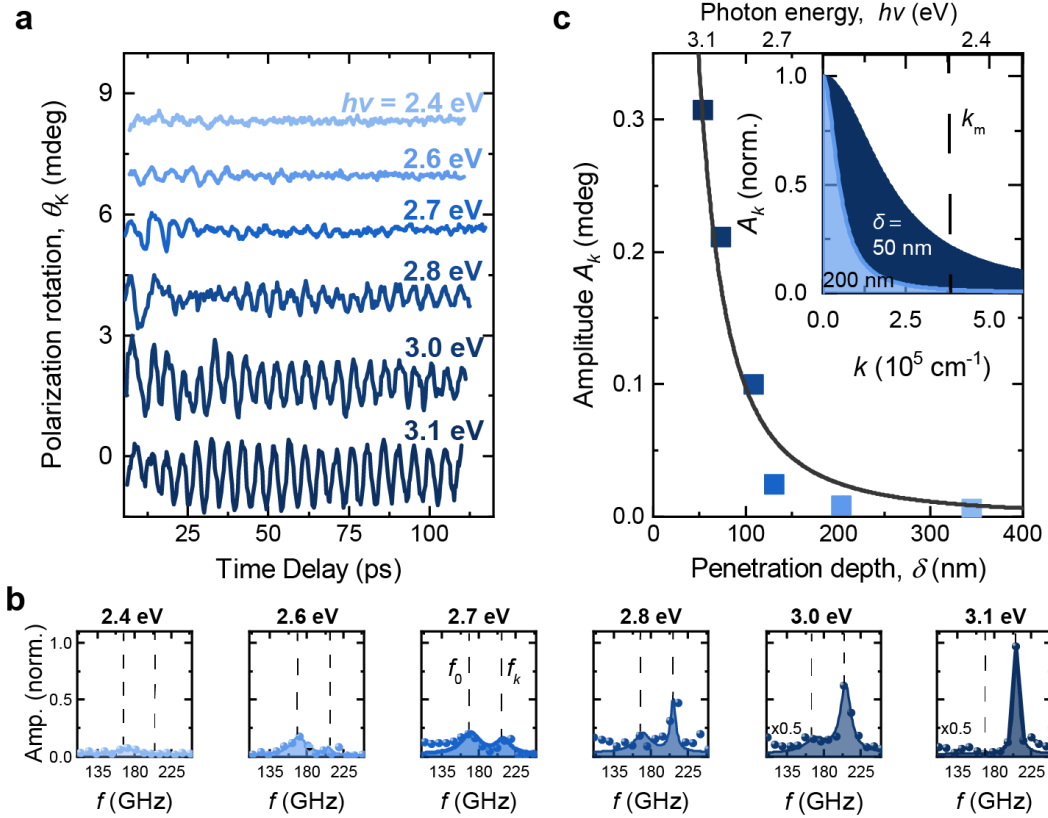 a
Polarization rotation, θK (mdeg)
9
6
3
0
hν = 2.4 eV
2.6 eV
2.7 eV
2.8 eV
3.0 eV
3.1 eV
25 50 75 100
Time Delay (ps)
c
Photon energy, hν (eV)
3.1 2.7 2.4
Amplitude Ak (mdeg)
0.3
0.2
0.1
0.0
0 100 200 300 400
Penetration depth, δ (nm)
Ak (norm.)
1.0
0.5
0.0
km
δ =
50 nm
200 nm
0.0 2.5 5.0
k (10⁵ cm⁻¹)
b
2.4 eV 2.6 eV 2.7 eV 2.8 eV 3.0 eV 3.1 eV
Amp. (norm.)
1.0
0.5
0.0
f0 fk
x0.5 x0.5
135 180 225 135 180 225 135 180 225 135 180 225 135 180 225 135 180 225
f (GHz) f (GHz) f (GHz) f (GHz) f (GHz) f (GHz)